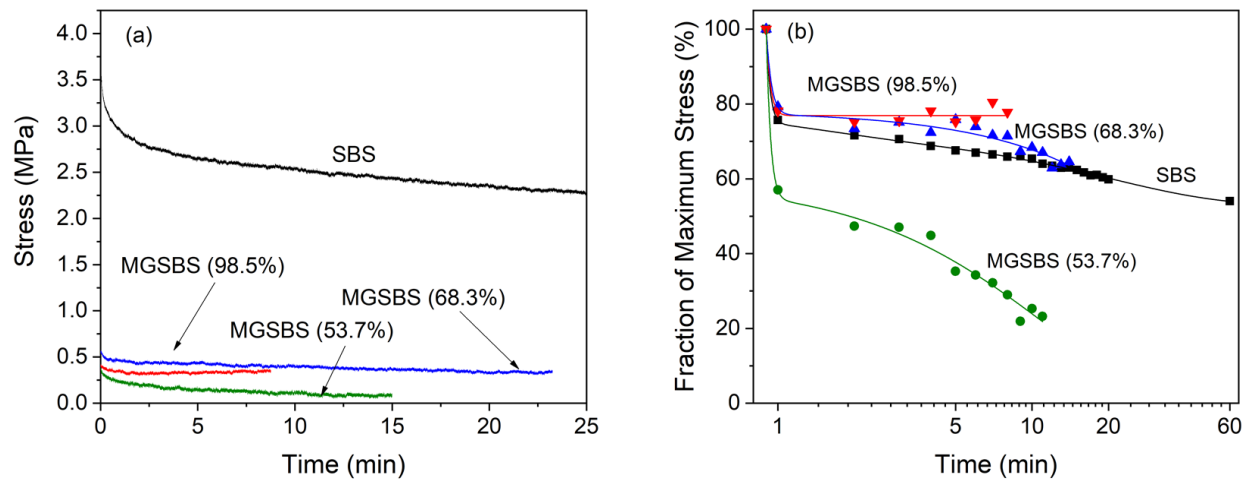 (a)
4.0
3.5
3.0
2.5
2.0
1.5
1.0
0.5
0.0
Stress (MPa)
SBS
MGSBS (98.5%)
MGSBS (68.3%)
MGSBS (53.7%)
0 5 10 15 20 25
Time (min)
(b)
100
80
60
40
20
0
Fraction of Maximum Stress (%)
MGSBS (98.5%)
MGSBS (68.3%)
SBS
MGSBS (53.7%)
1 5 10 20 60
Time (min)